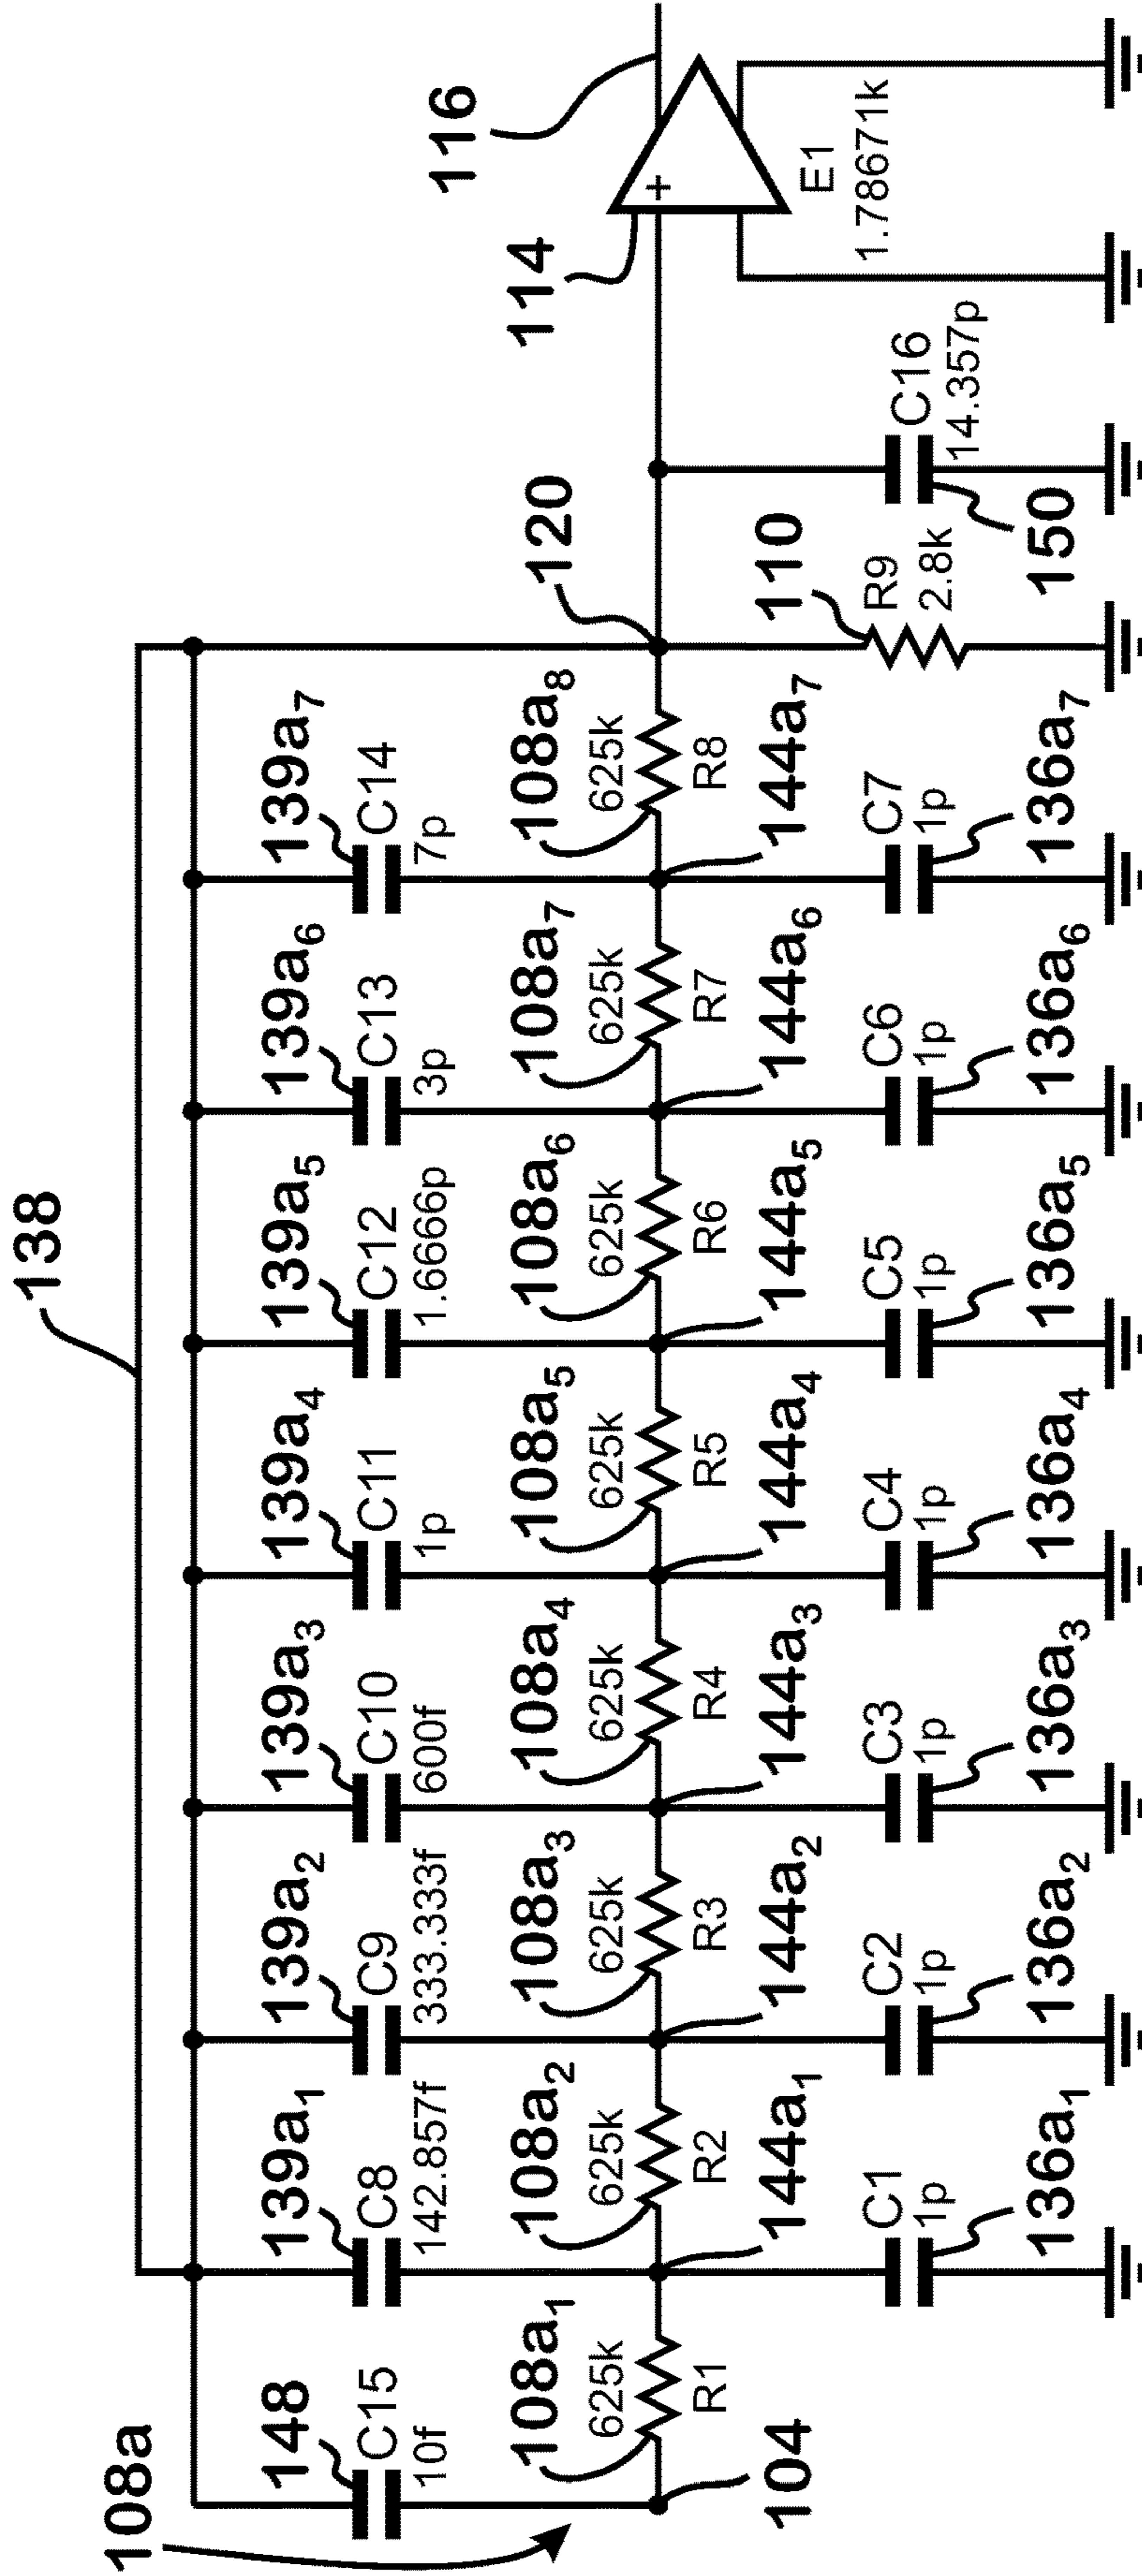 138
108a
148
C15
10f
139a1
C8
142.857f
139a2
C9
333.333f
139a3
C10
600f
139a4
C11
1p
139a5
C12
1.6666p
139a6
C13
3p
139a7
C14
7p
108a1
625k
R1
108a2
625k
R2
108a3
625k
R3
108a4
625k
R4
108a5
625k
R5
108a6
625k
R6
108a7
625k
R7
108a8
625k
R8
120
114
116
+
E1
1.78671k
104
144a1
144a2
144a3
144a4
144a5
144a6
144a7
110
R9
2.8k
C16
14.357p
150
C1
1p
136a1
C2
1p
136a2
C3
1p
136a3
C4
1p
136a4
C5
1p
136a5
C6
1p
136a6
C7
1p
136a7